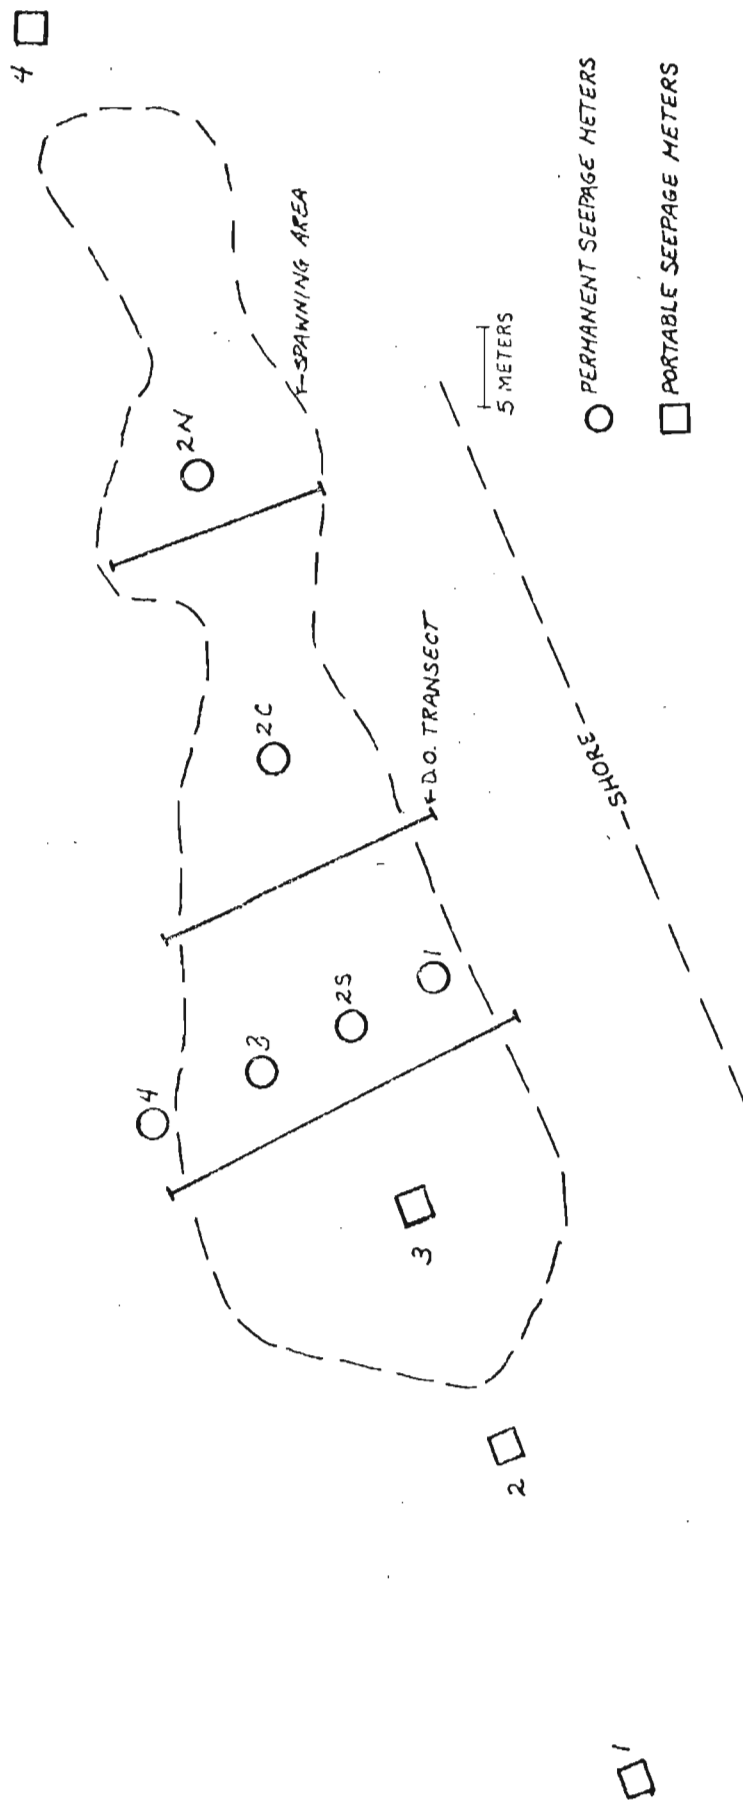 4
SPAWNING AREA
2N
5 METERS
○ PERMANENT SEEPAGE METERS
□ PORTABLE SEEPAGE METERS
2C
D.O. TRANSECT
SHORE
1
2S
3
4
3
2
1